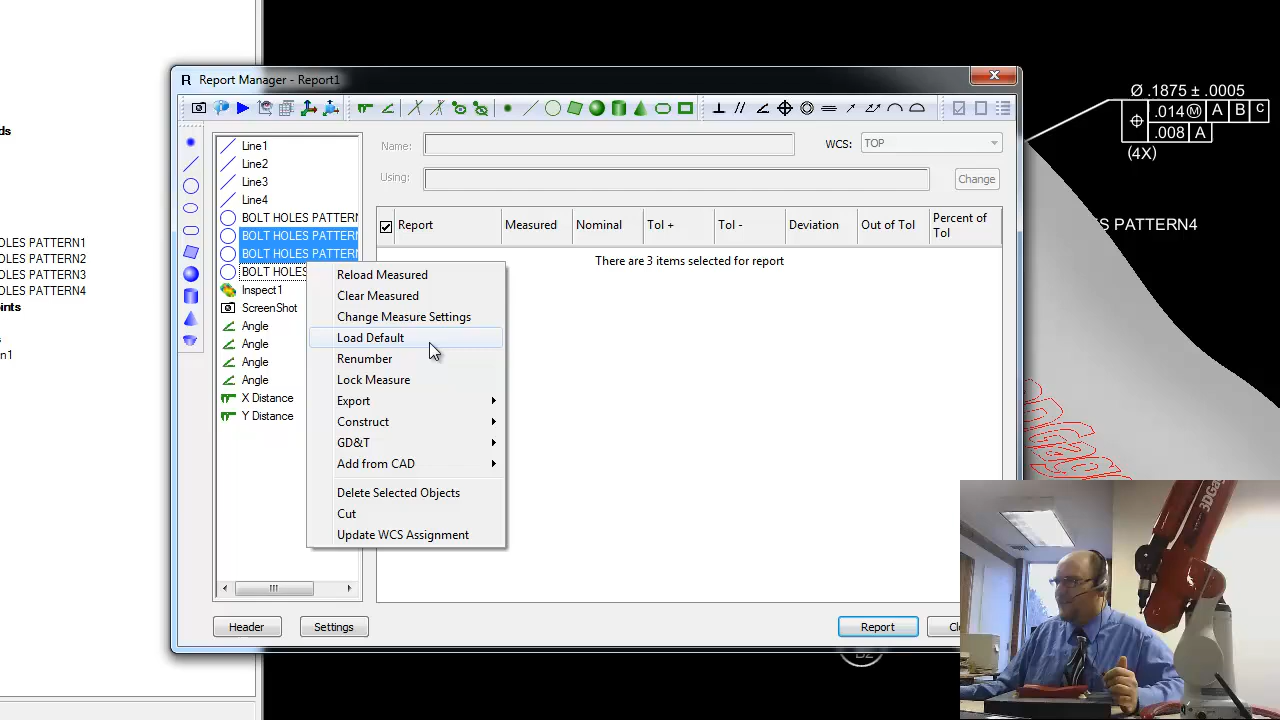 Report Manager - Report1
Name:
WCS:
TOP
Using:
Change
Report
Measured
Nominal
Tol +
Tol -
Deviation
Out of Tol
Percent of
Tol
There are 3 items selected for report
Line1
Line2
Line3
Line4
BOLT HOLES PATTERN
BOLT HOLES PATTERN
BOLT HOLES PATTERN
BOLT HOLES
Inspect1
ScreenShot
Angle
Angle
Angle
Angle
X Distance
Y Distance
Reload Measured
Clear Measured
Change Measure Settings
Load Default
Renumber
Lock Measure
Export
Construct
GD&T
Add from CAD
Delete Selected Objects
Cut
Update WCS Assignment
Header
Settings
Report
Cl
ds
OLES PATTERN1
OLES PATTERN2
OLES PATTERN3
OLES PATTERN4
oints
n1
Ø .1875 ± .0005
.014 Ⓜ A B C
.008 A
(4X)
ES PATTERN4